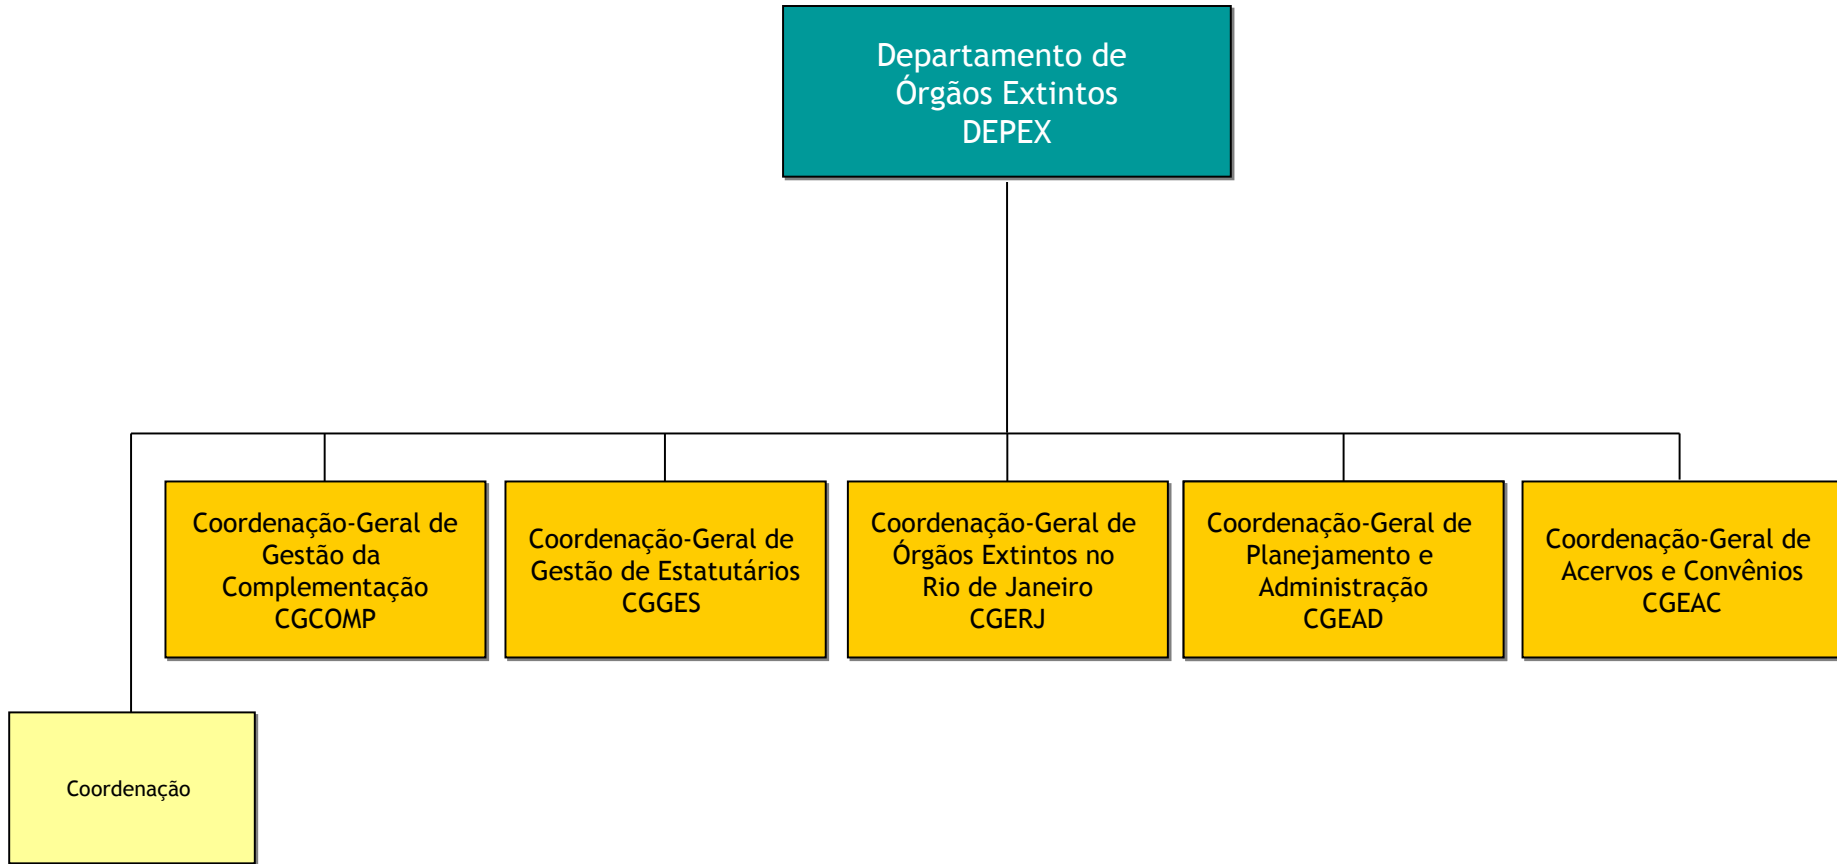 Departamento de
Órgãos Extintos
DEPEX
Coordenação-Geral de
Gestão da
Complementação
CGCOMP
Coordenação-Geral de
Gestão de Estatutários
CGGES
Coordenação-Geral de
Órgãos Extintos no
Rio de Janeiro
CGERJ
Coordenação-Geral de
Planejamento e
Administração
CGEAD
Coordenação-Geral de
Acervos e Convênios
CGEAC
Coordenação